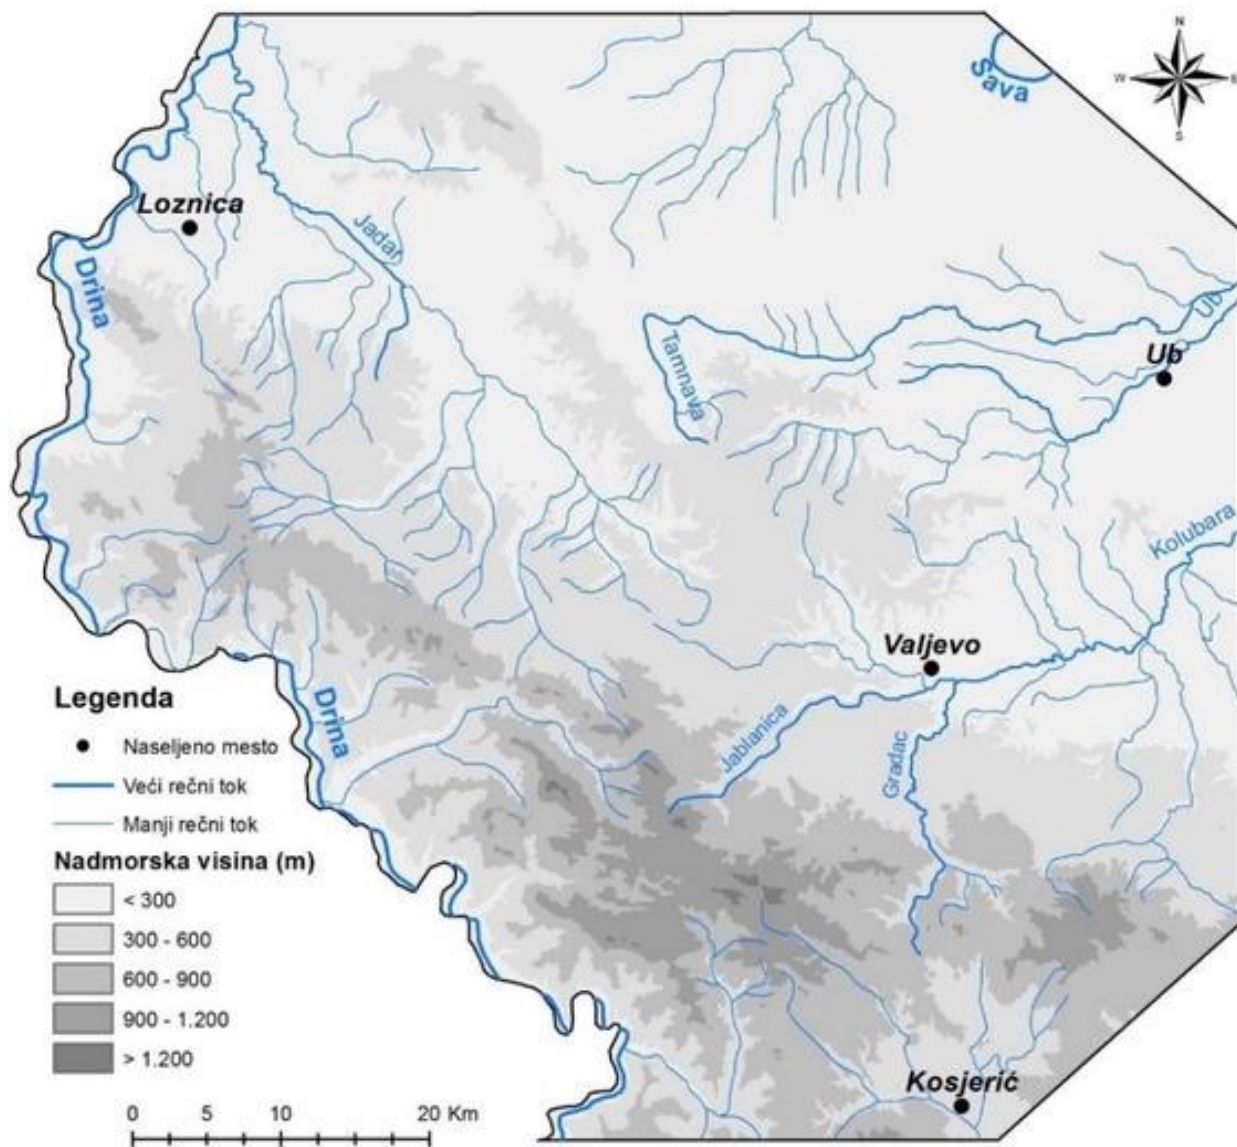 N
W
E
S
Sava
Loznica
Jadar
Drina
Ub
Ub
Tamnava
Kolubara
Valjevo
Drina
Jablanica
Gradac
Kosjerić
Legenda
Naseljeno mesto
Veći rečni tok
Manji rečni tok
Nadmorska visina (m)
< 300
300 - 600
600 - 900
900 - 1.200
> 1.200
0 5 10 20 Km